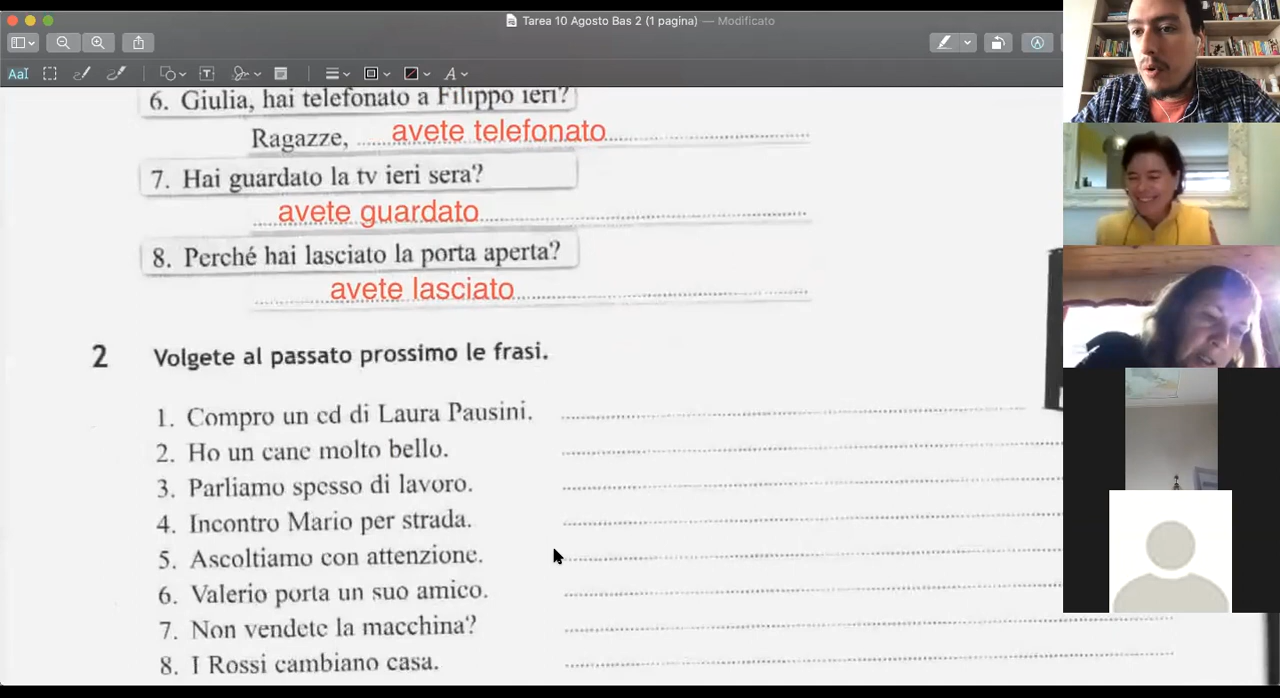 Tarea 10 Agosto Bas 2 (1 pagina) — Modificato
AaI
T
A
A
6. Giulia, hai telefonato a Filippo ieri?
Ragazze, avete telefonato
7. Hai guardato la tv ieri sera?
avete guardato
8. Perché hai lasciato la porta aperta?
avete lasciato
2 Volgete al passato prossimo le frasi.
1. Compro un cd di Laura Pausini.
2. Ho un cane molto bello.
3. Parliamo spesso di lavoro.
4. Incontro Mario per strada.
5. Ascoltiamo con attenzione.
6. Valerio porta un suo amico.
7. Non vendete la macchina?
8. I Rossi cambiano casa.